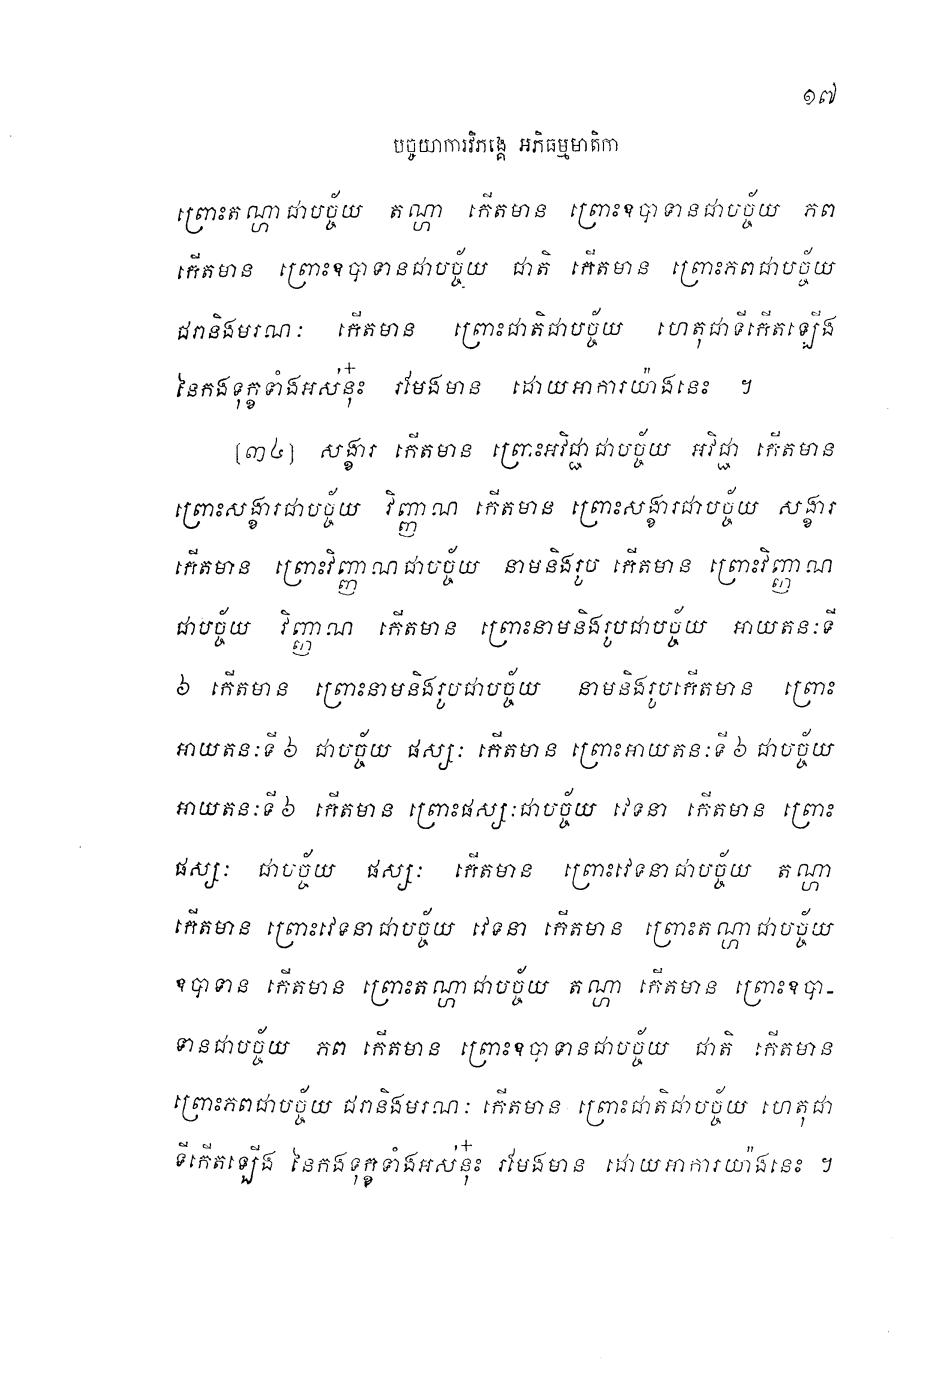 ១៧
បច្ចយាការវិភង្គេ អភិធម្មមាតិកា
ព្រោះតណ្ហាជាបច្ច័យ តណ្ហា កើតមាន ព្រោះឧបាទានជាបច្ច័យ ភព
កើតមាន ព្រោះឧបាទានជាបច្ច័យ ជាតិ កើតមាន ព្រោះភពជាបច្ច័យ
ជរានិងមរណៈ កើតមាន ព្រោះជាតិជាបច្ច័យ ហេតុជាទីកើតឡើង
នៃកងទុក្ខទាំងអស់នុ៎ះ រមែងមាន ដោយអាការយ៉ាងនេះ ។
(៣៤) សង្ខារ កើតមាន ព្រោះអវិជ្ជាជាបច្ច័យ អវិជ្ជា កើតមាន
ព្រោះសង្ខារជាបច្ច័យ វិញ្ញាណ កើតមាន ព្រោះសង្ខារជាបច្ច័យ សង្ខារ
កើតមាន ព្រោះវិញ្ញាណជាបច្ច័យ នាមនិងរូប កើតមាន ព្រោះវិញ្ញាណ
ជាបច្ច័យ វិញ្ញាណ កើតមាន ព្រោះនាមនិងរូបជាបច្ច័យ អាយតនៈទី
៦ កើតមាន ព្រោះនាមនិងរូបជាបច្ច័យ នាមនិងរូបកើតមាន ព្រោះ
អាយតនៈទី ៦ ជាបច្ច័យ ផស្សៈ កើតមាន ព្រោះអាយតនៈទី ៦ ជាបច្ច័យ
អាយតនៈទី ៦ កើតមាន ព្រោះផស្សៈជាបច្ច័យ វេទនា កើតមាន ព្រោះ
ផស្សៈ ជាបច្ច័យ ផស្សៈ កើតមាន ព្រោះវេទនាជាបច្ច័យ តណ្ហា
កើតមាន ព្រោះវេទនាជាបច្ច័យ វេទនា កើតមាន ព្រោះតណ្ហាជាបច្ច័យ
ឧបាទាន កើតមាន ព្រោះតណ្ហាជាបច្ច័យ តណ្ហា កើតមាន ព្រោះឧបា-
ទានជាបច្ច័យ ភព កើតមាន ព្រោះឧបាទានជាបច្ច័យ ជាតិ កើតមាន
ព្រោះភពជាបច្ច័យ ជរានិងមរណៈ កើតមាន ព្រោះជាតិជាបច្ច័យ ហេតុជា
ទីកើតឡើង នៃកងទុក្ខទាំងអស់នុ៎ះ រមែងមាន ដោយអាការយ៉ាងនេះ ។